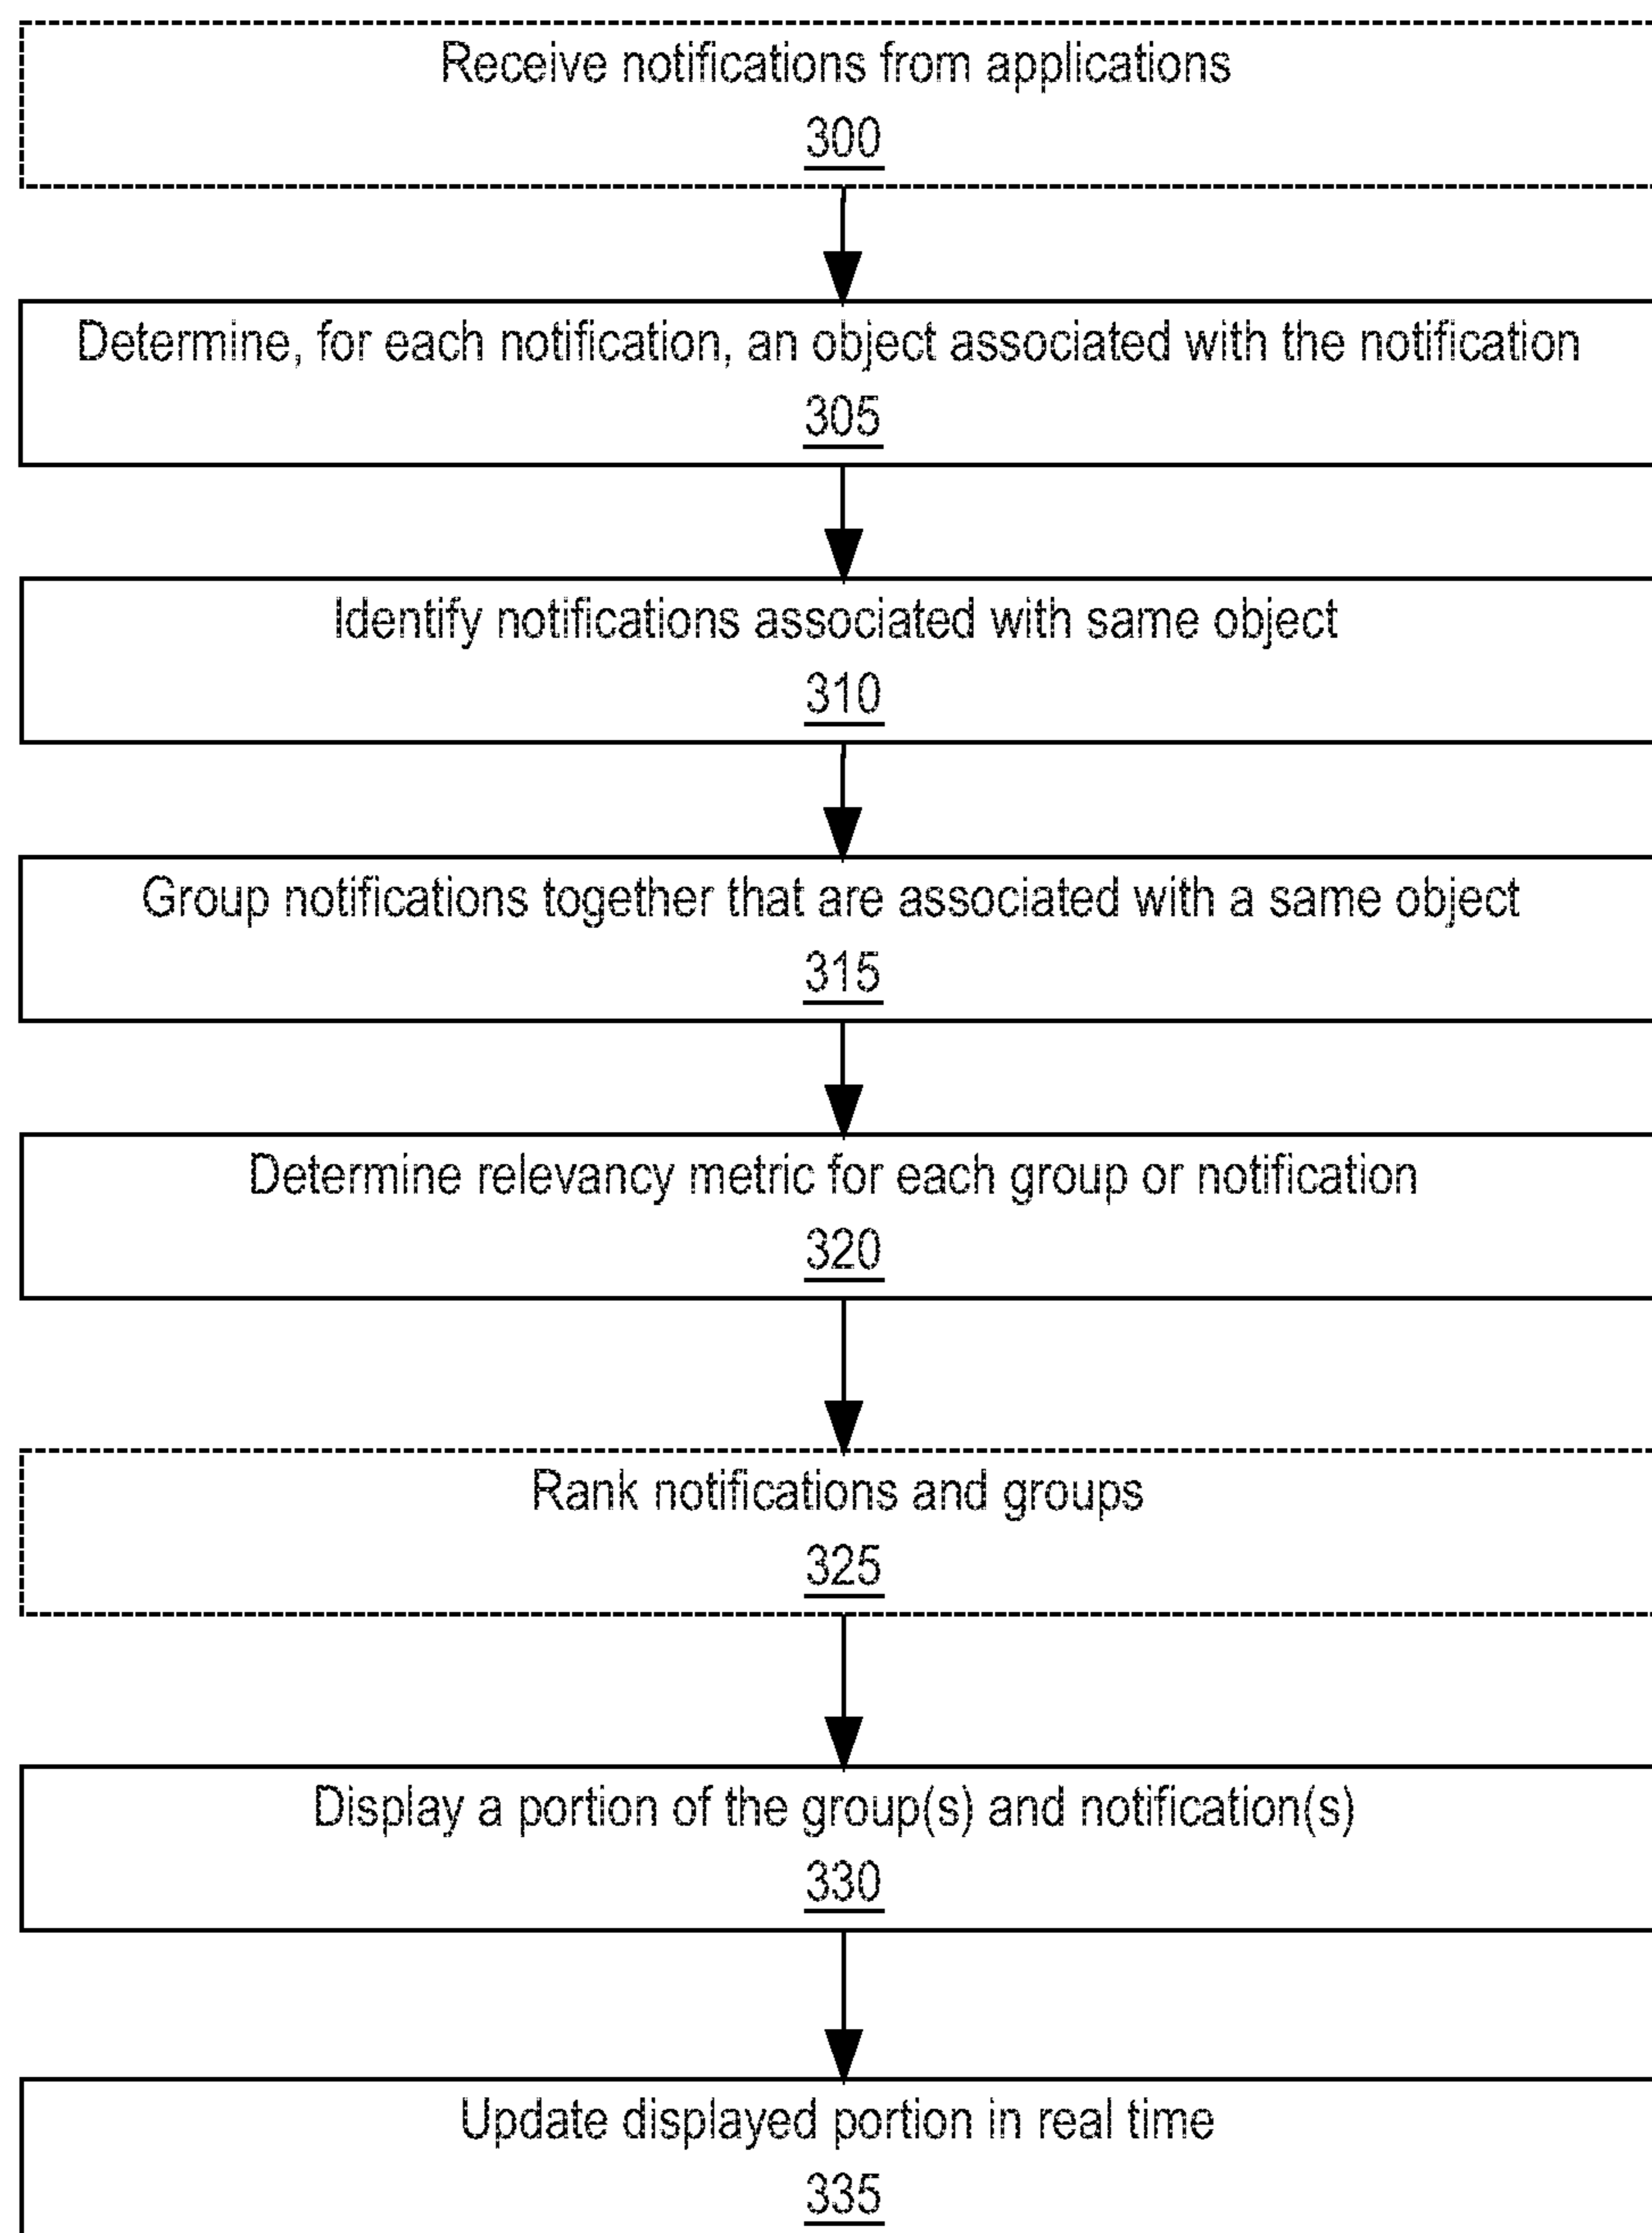 Receive notifications from applications
300
Determine, for each notification, an object associated with the notification
305
Identify notifications associated with same object
310
Group notifications together that are associated with a same object
315
Determine relevancy metric for each group or notification
320
Rank notifications and groups
325
Display a portion of the group(s) and notification(s)
330
Update displayed portion in real time
335